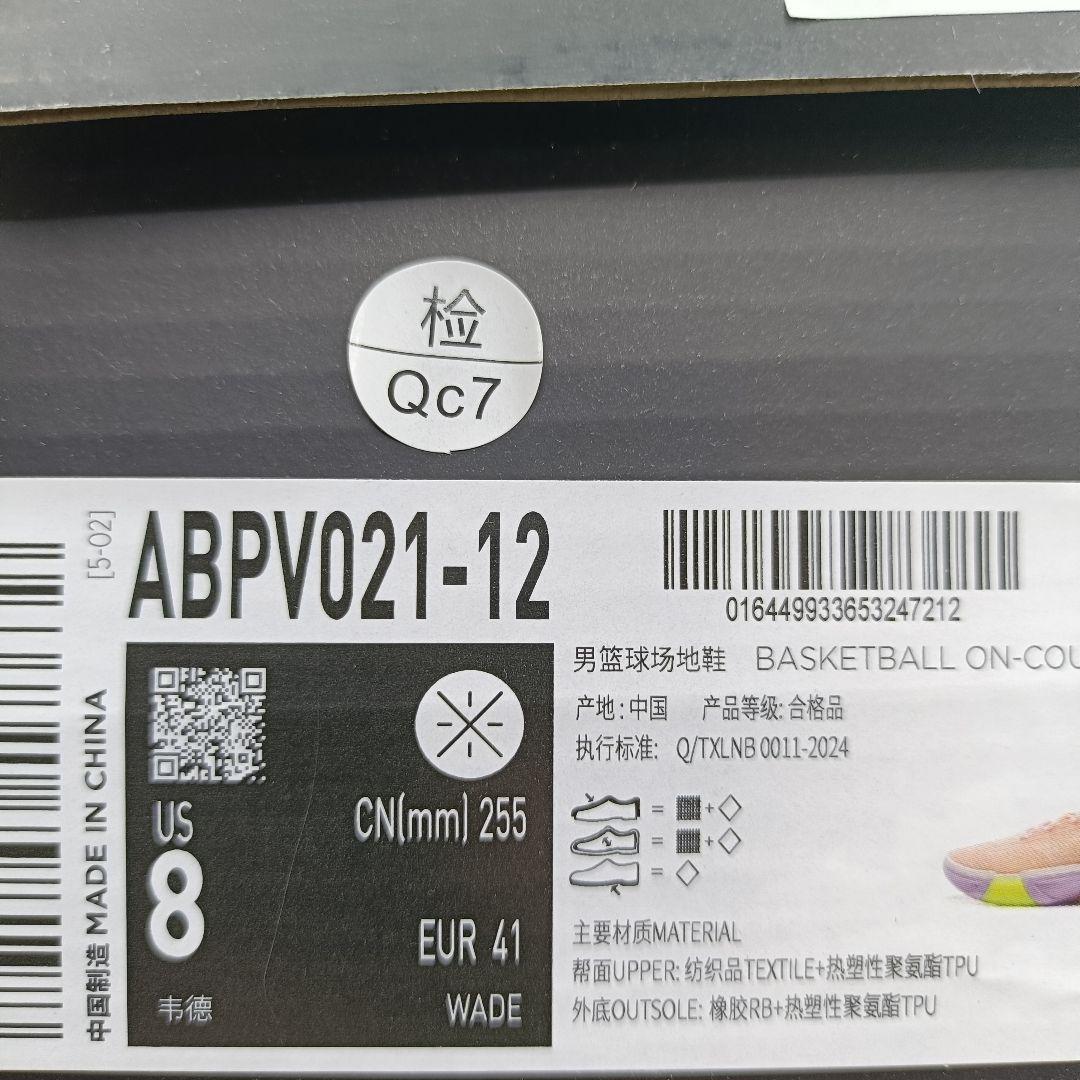 检
Qc7
[5-02]
ABPV021-12
016449933653247212
男篮球场地鞋 BASKETBALL ON-COU
产地:中国 产品等级:合格品
执行标准: Q/TXLNB 0011-2024
US
8
CN(mm) 255
EUR 41
韦德
WADE
中国制造 MADE IN CHINA
= +
= +
=
主要材质MATERIAL
帮面UPPER: 纺织品TEXTILE+热塑性聚氨酯TPU
外底OUTSOLE: 橡胶RB+热塑性聚氨酯TPU